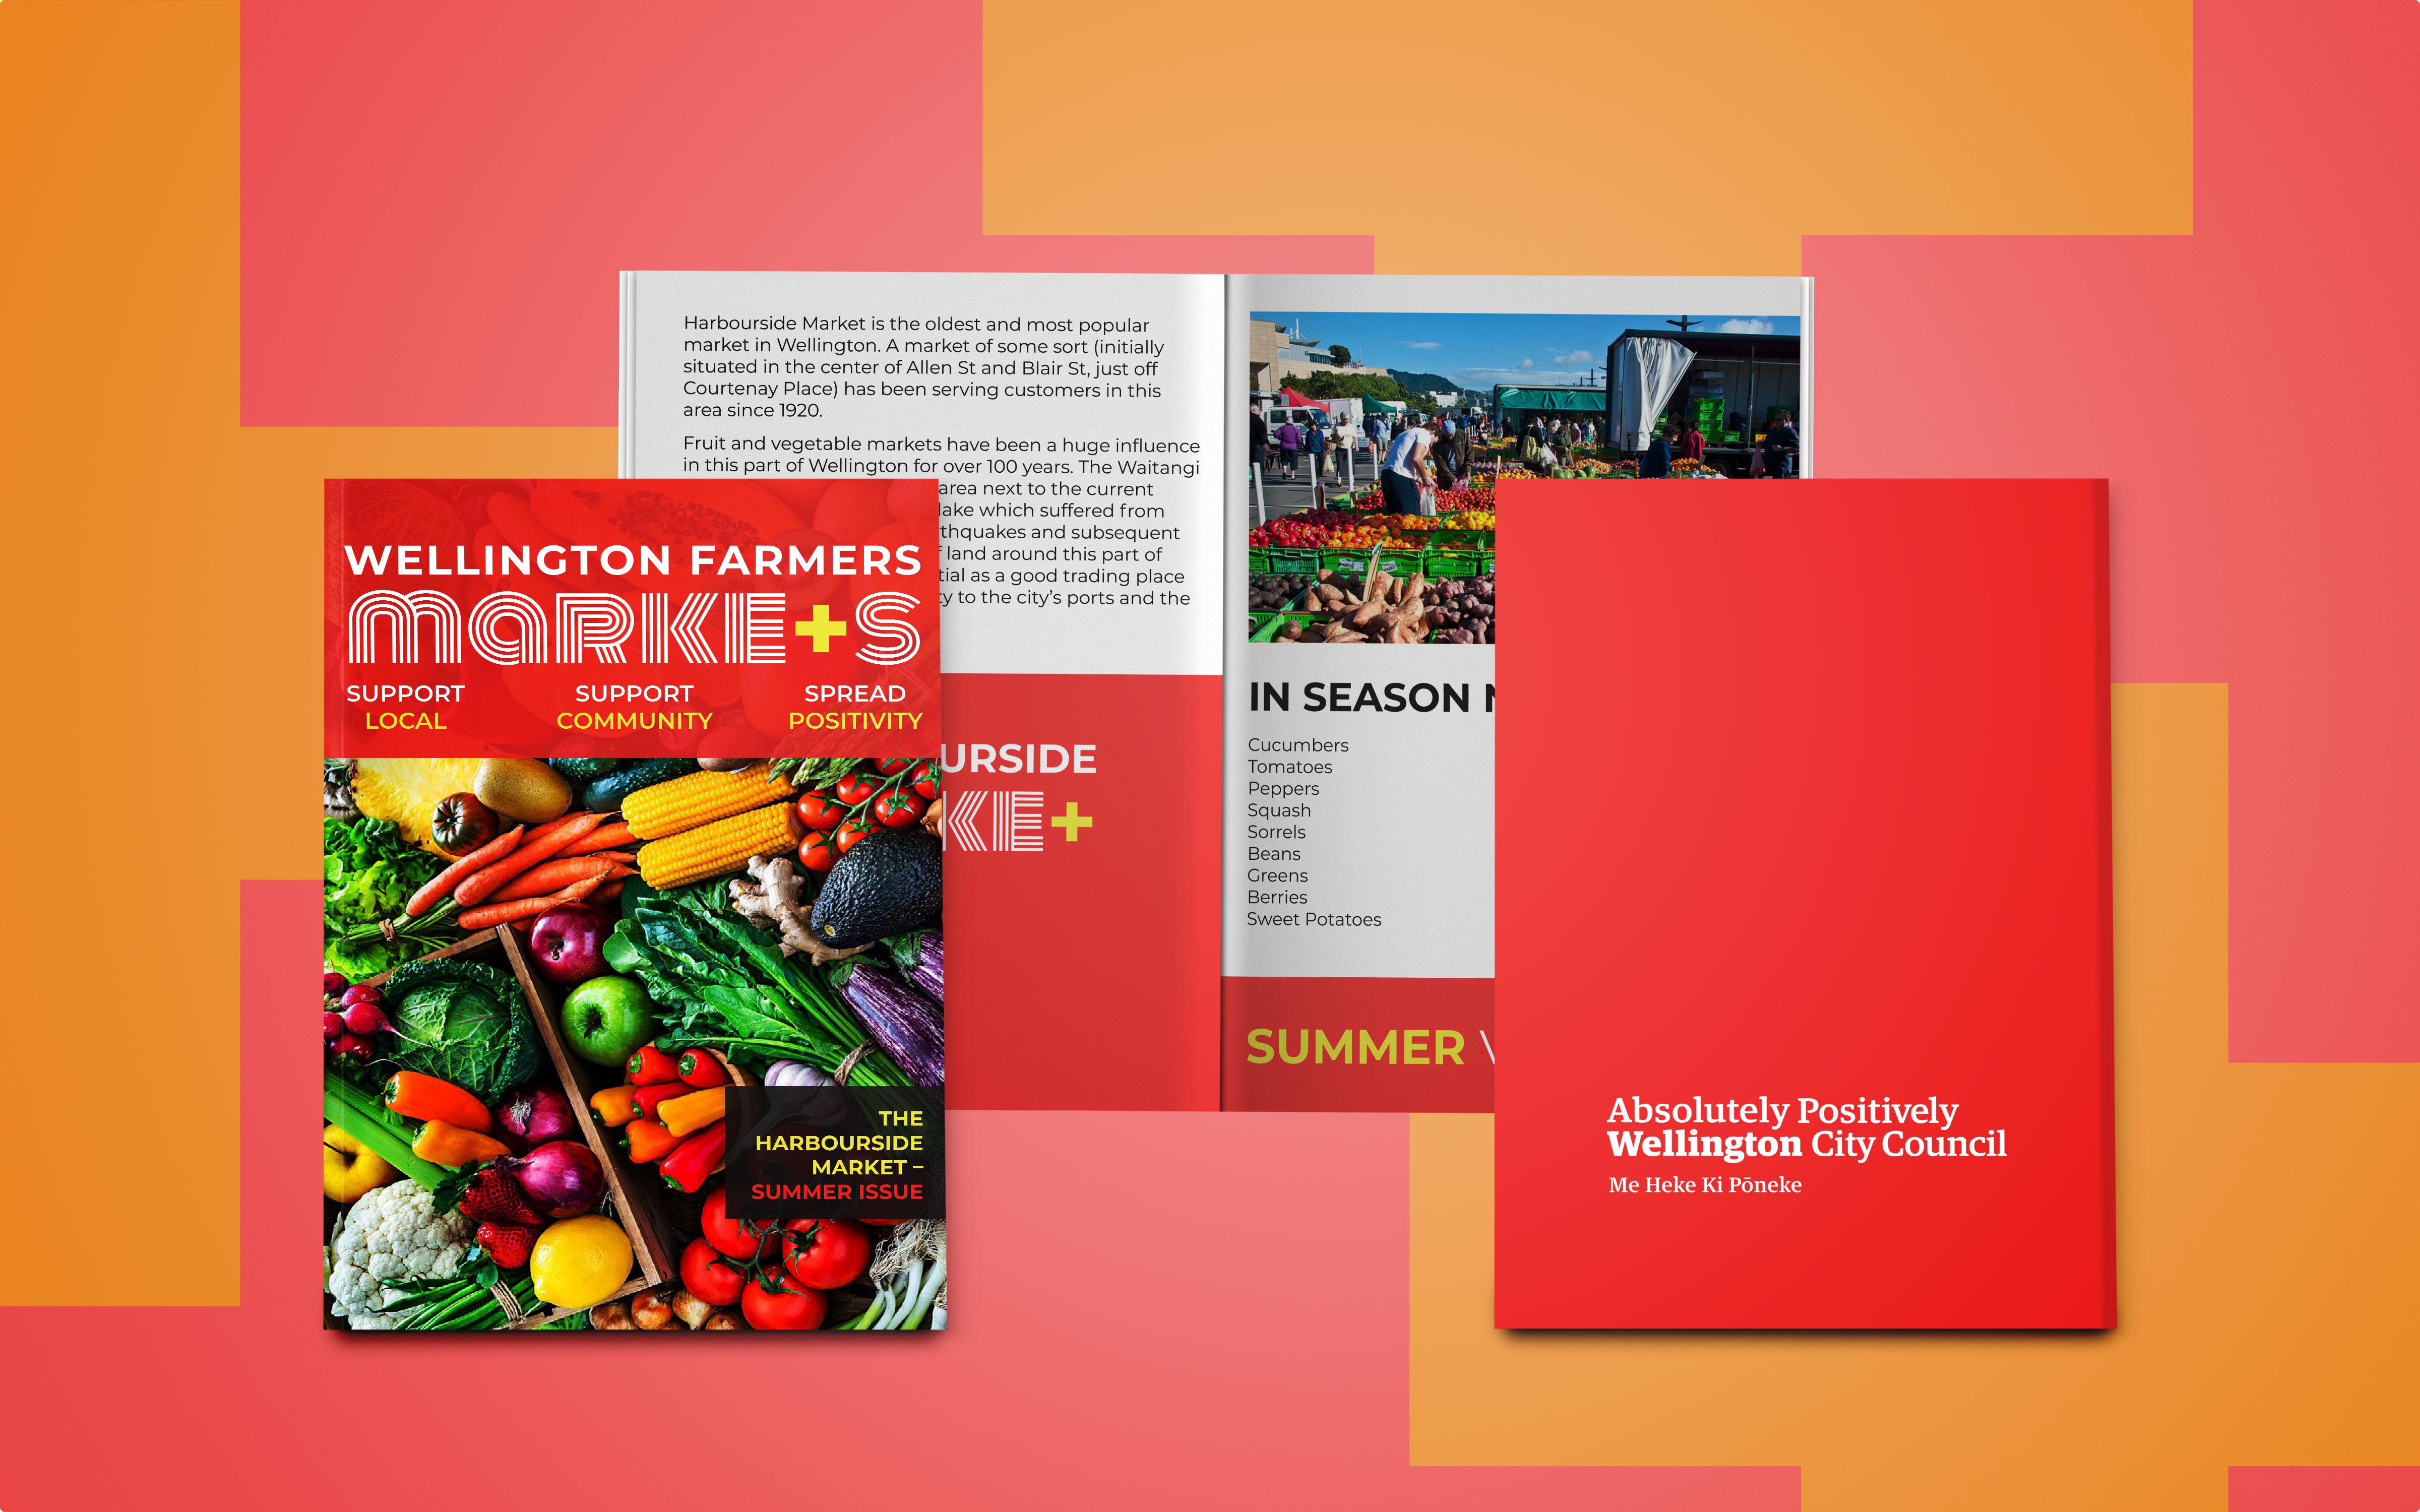 WELLINGTON FARMERS
MARKE+S
SUPPORT
LOCAL
SUPPORT
COMMUNITY
SPREAD
POSITIVITY
THE
HARBOURSIDE
MARKET –
SUMMER ISSUE
Harbourside Market is the oldest and most popular
market in Wellington. A market of some sort (initially
situated in the center of Allen St and Blair St, just off
Courtenay Place) has been serving customers in this
area since 1920.
Fruit and vegetable markets have been a huge influence
in this part of Wellington for over 100 years. The Waitangi
area next to the current
which suffered from
and subsequent
land around this part of
as a good trading place
to the city's ports and the
IN SEASON
Cucumbers
Tomatoes
Peppers
Squash
Sorrels
Beans
Greens
Berries
Sweet Potatoes
SUMMER
Absolutely Positively
Wellington City Council
Me Heke Ki Pōneke